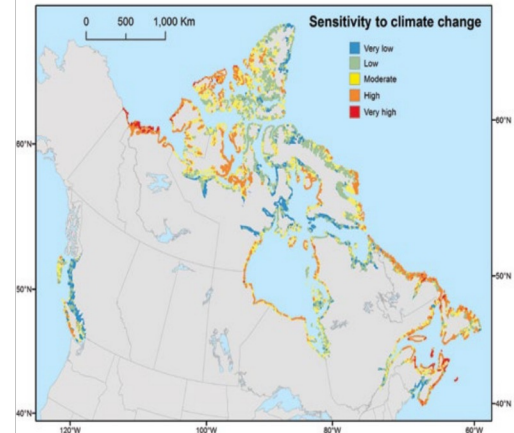 Sensitivity to climate change
0 500 1,000 Km
Very low
Low
Moderate
High
Very high
60°N
60°N
50°N
50°N
40°N
40°N
120°W 100°W 80°W 60°W